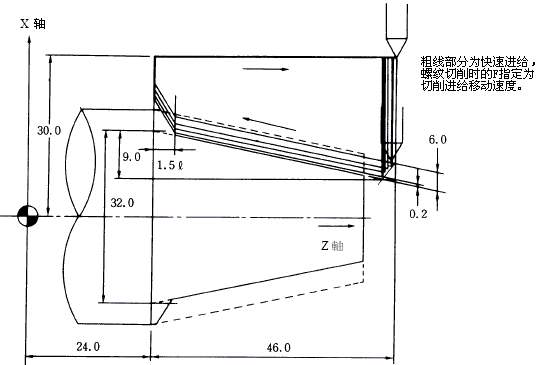 X 轴
粗线部分为快速进给，
螺纹切削时的F指定为
切削进给移动速度。
30.0
9.0
1.5ℓ
6.0
32.0
0.2
Z 軸
24.0
46.0